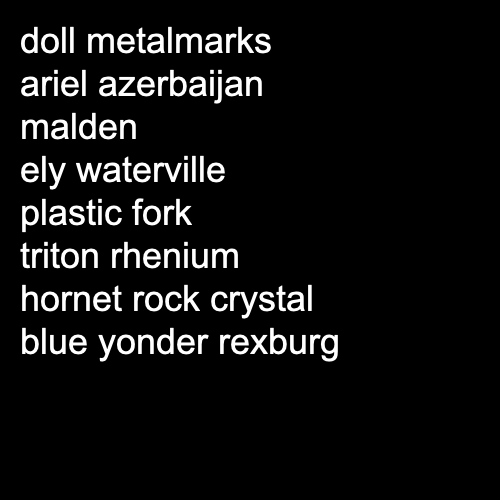 doll metalmarks
ariel azerbaijan
malden
ely waterville
plastic fork
triton rhenium
hornet rock crystal
blue yonder rexburg